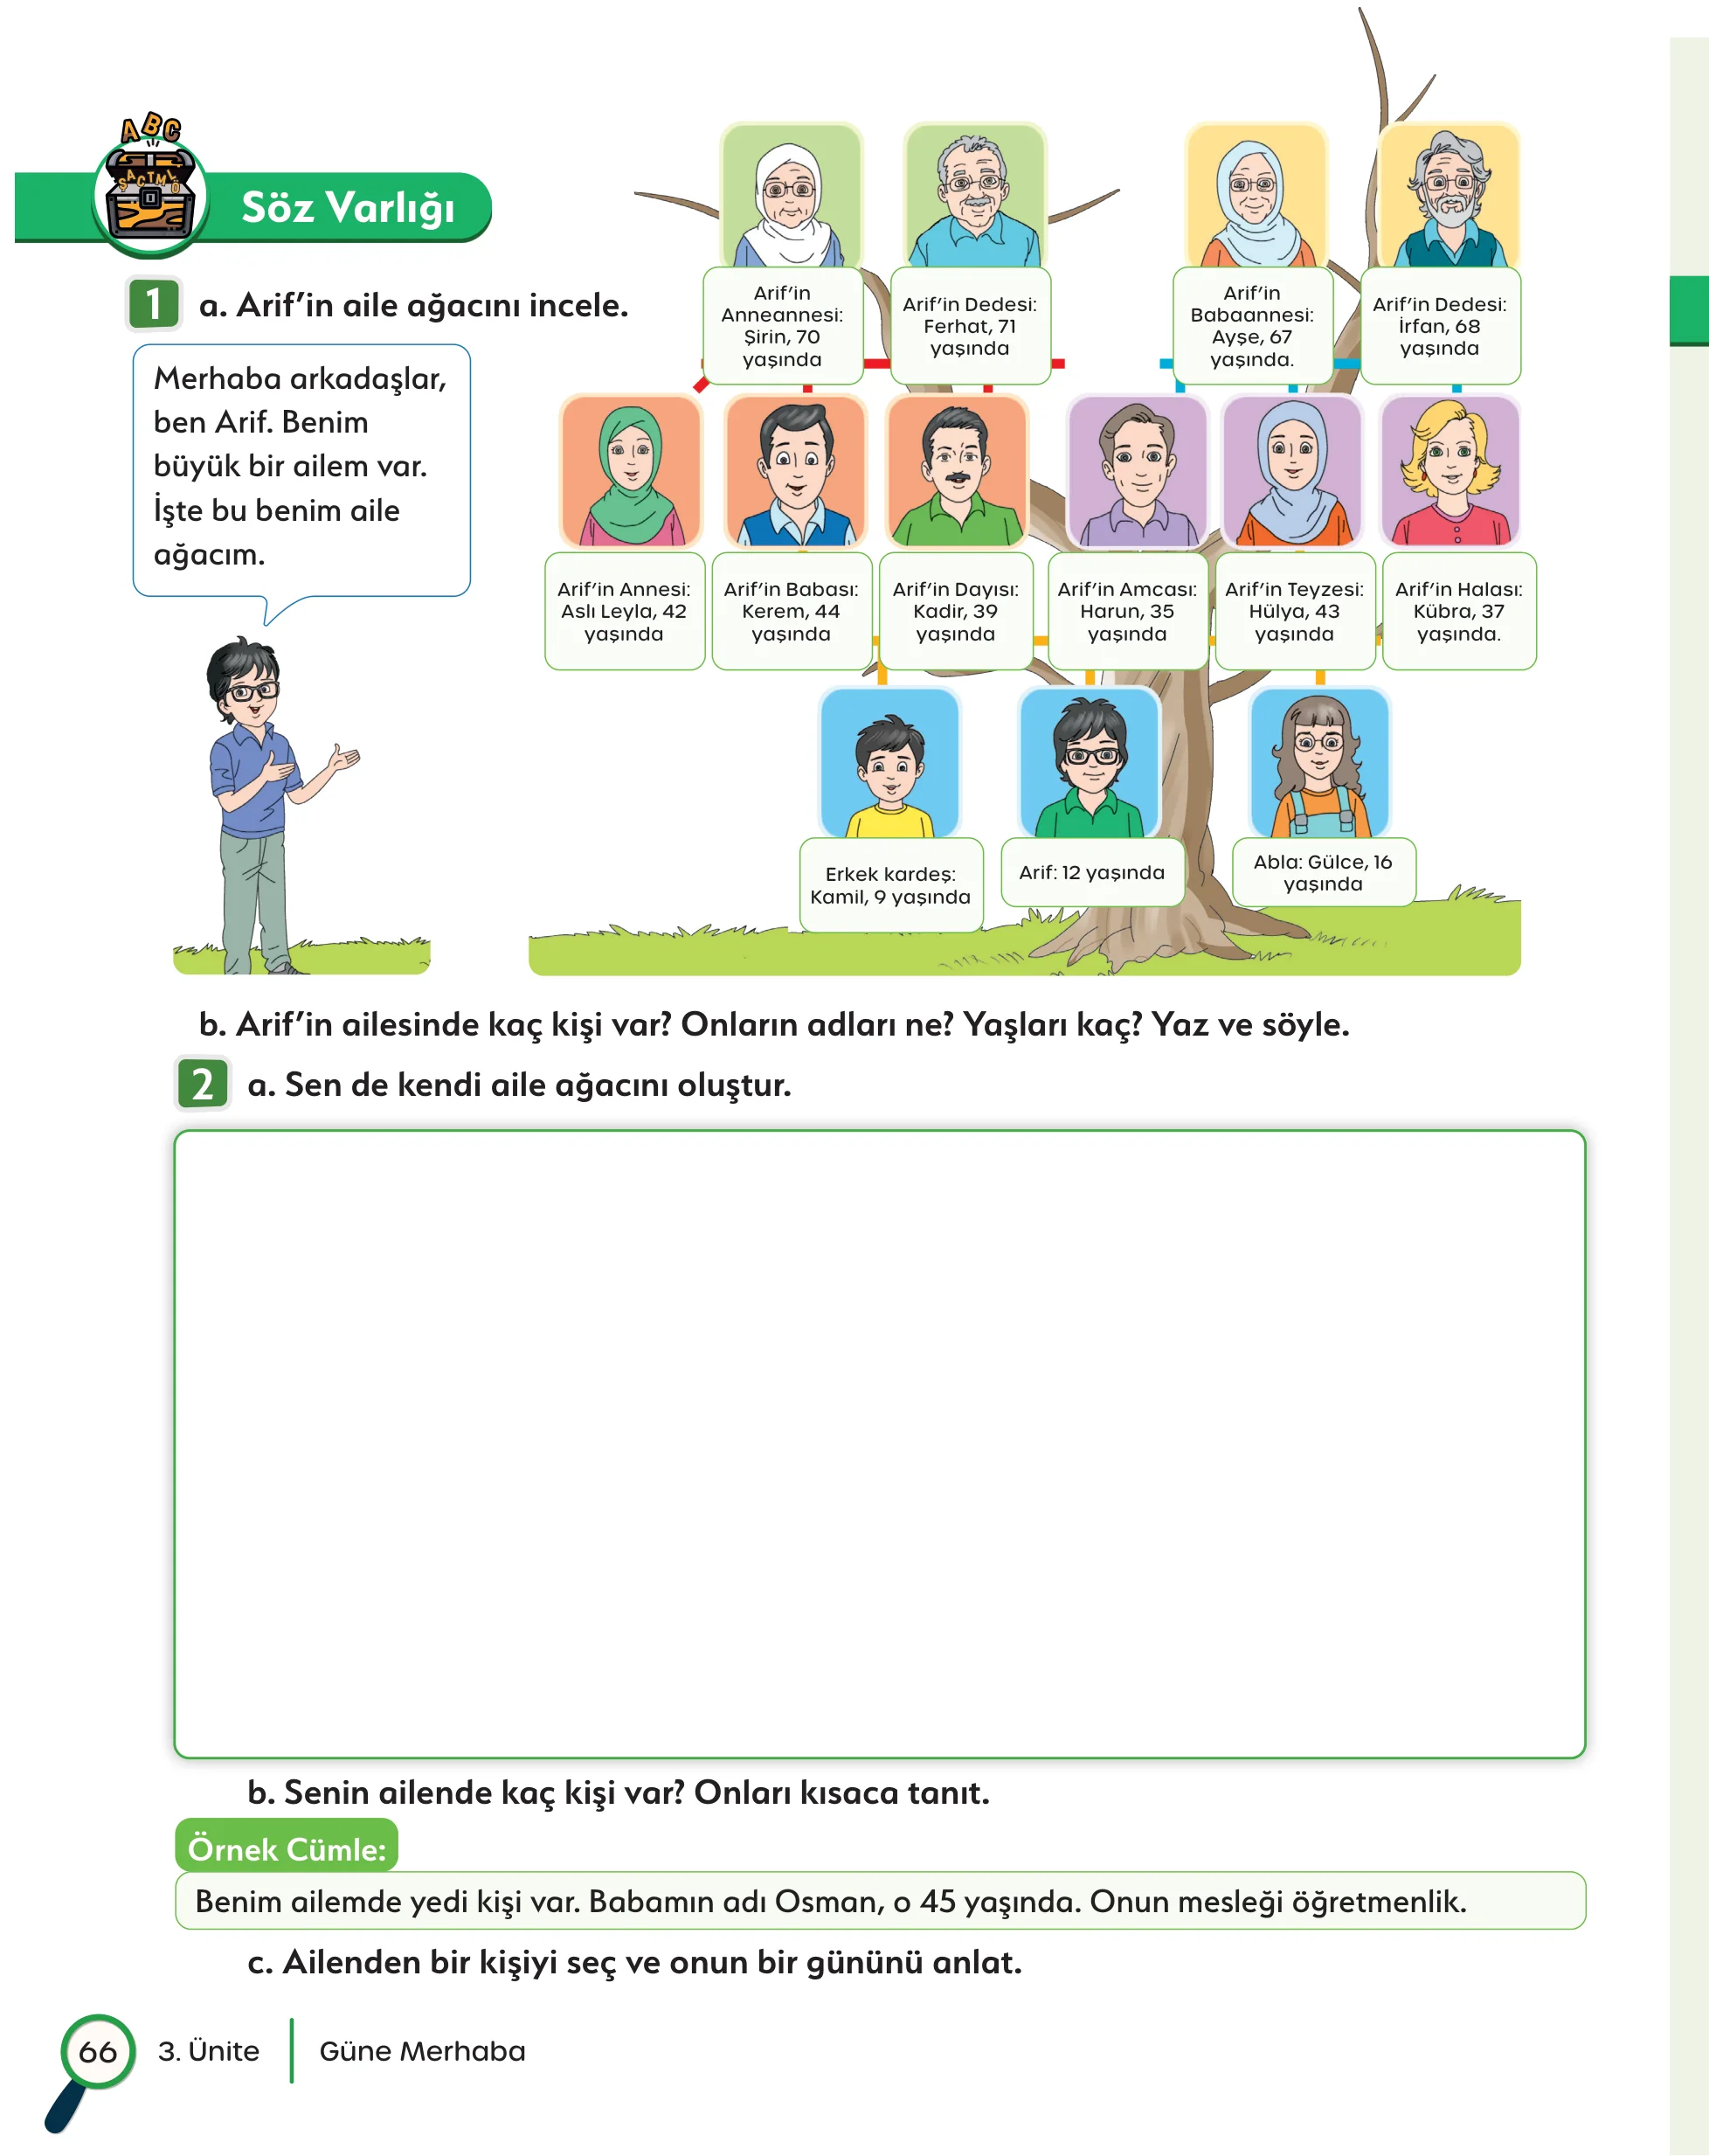 ABC
Söz Varlığı
1 a. Arif'in aile ağacını incele.
Merhaba arkadaşlar,
ben Arif. Benim
büyük bir ailem var.
İşte bu benim aile
ağacım.
Arif'in
Anneannesi:
Şirin, 70
yaşında
Arif'in Dedesi:
Ferhat, 71
yaşında
Arif'in
Babaannesi:
Ayşe, 67
yaşında.
Arif'in Dedesi:
İrfan, 68
yaşında
Arif'in Annesi:
Aslı Leyla, 42
yaşında
Arif'in Babası:
Kerem, 44
yaşında
Arif'in Dayısı:
Kadir, 39
yaşında
Arif'in Amcası:
Harun, 35
yaşında
Arif'in Teyzesi:
Hülya, 43
yaşında
Arif'in Halası:
Kübra, 37
yaşında.
Erkek kardeş:
Kamil, 9 yaşında
Arif: 12 yaşında
Abla: Gülce, 16
yaşında
b. Arif'in ailesinde kaç kişi var? Onların adları ne? Yaşları kaç? Yaz ve söyle.
2 a. Sen de kendi aile ağacını oluştur.
b. Senin ailende kaç kişi var? Onları kısaca tanıt.
Örnek Cümle:
Benim ailemde yedi kişi var. Babamın adı Osman, o 45 yaşında. Onun mesleği öğretmenlik.
c. Ailenden bir kişiyi seç ve onun bir gününü anlat.
66 3. Ünite Güne Merhaba